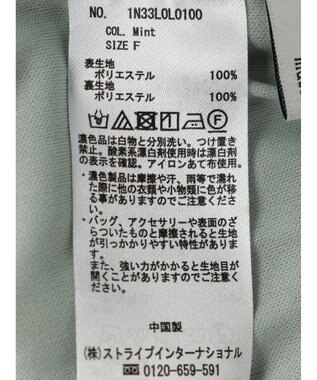 NO. 1N33L0L0100
COL. Mint
SIZE F
表生地
ポリエステル 100%
裏生地
ポリエステル 100%
濃色品は白物と分別洗い。つけ置き
禁止。酸素系漂白剤使用時は漂白剤
の表示を確認。アイロンあて布使用。
・濃色製品は摩擦や汗、雨等で濡れ
た際に他の衣類や小物類に色が移
る事がありますのでご注意くださ
い。
・バッグ、アクセサリーや表面のざ
らついたものと摩擦されると生地
が引っかかりやすい特性がありま
す。
また、強い力がかかると生地目が
開くことがありますのでご注意くだ
さい。
中国製
(株)ストライプインターナショナル
0120-659-591